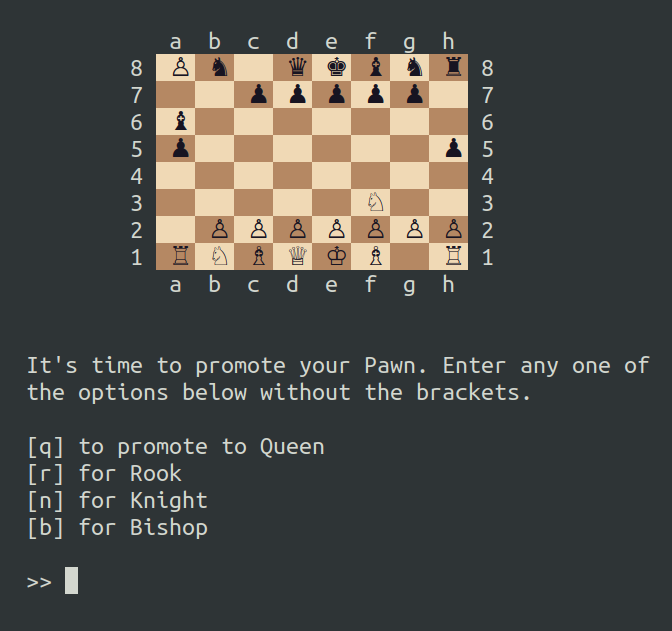 a b c d e f g h
8 ♙ ♞ ♛ ♚ ♝ ♞ ♜ 8
7 ♟ ♟ ♟ ♟ ♟ 7
6 ♝ 6
5 ♟ ♟ 5
4 4
3 ♘ 3
2 ♙ ♙ ♙ ♙ ♙ ♙ ♙ 2
1 ♖ ♘ ♗ ♕ ♔ ♗ ♖ 1
a b c d e f g h
It's time to promote your Pawn. Enter any one of
the options below without the brackets.
[q] to promote to Queen
[r] for Rook
[n] for Knight
[b] for Bishop
>>